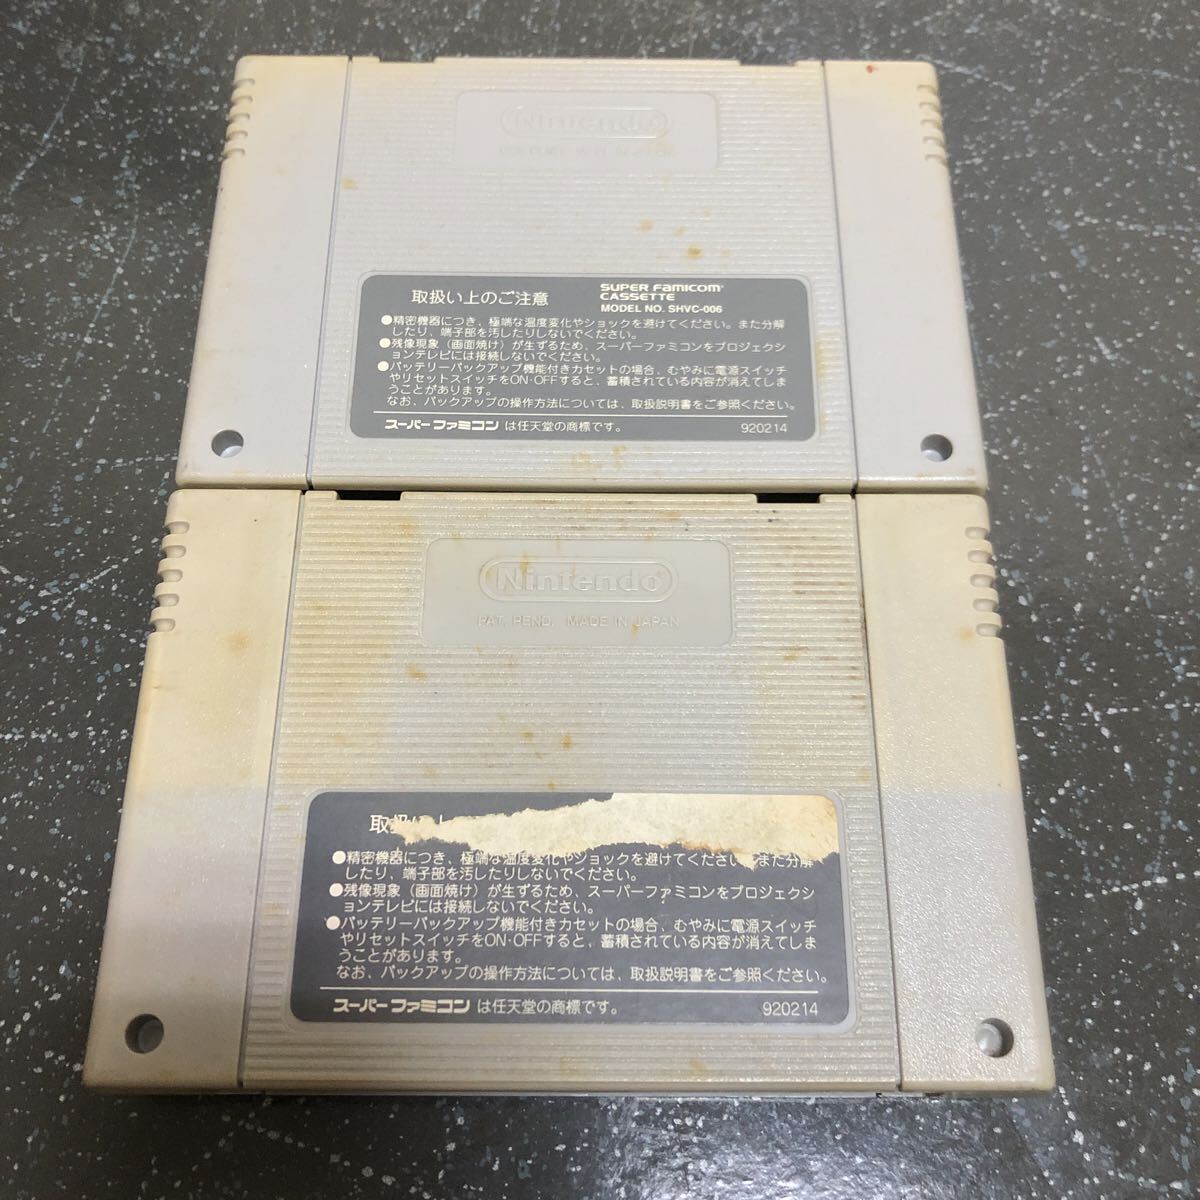 Nintendo
取扱い上のご注意
SUPER FAMICOM
CASSETTE
MODEL NO. SHVC-006
●精密機器につき、極端な温度変化やショックを避けてください。また分解
したり、端子部を汚したりしないでください。
●残像現象（画面焼け）が生ずるため、スーパーファミコンをプロジェクシ
ョンテレビには接続しないでください。
●バッテリーバックアップ機能付きカセットの場合、むやみに電源スイッチ
やリセットスイッチをON·OFFすると、蓄積されている内容が消えてしま
うことがあります。
なお、バックアップの操作方法については、取扱説明書をご参照ください。
スーパーファミコン は任天堂の商標です。
920214
Nintendo
PAT. PEND. MADE IN JAPAN
取扱い上
●精密機器につき、極端な温度変化やショックを避けてください。また分解
したり、端子部を汚したりしないでください。
●残像現象（画面焼け）が生ずるため、スーパーファミコンをプロジェクシ
ョンテレビには接続しないでください。
●バッテリーバックアップ機能付きカセットの場合、むやみに電源スイッチ
やリセットスイッチをON·OFFすると、蓄積されている内容が消えてしま
うことがあります。
なお、バックアップの操作方法については、取扱説明書をご参照ください。
スーパーファミコン は任天堂の商標です。
920214